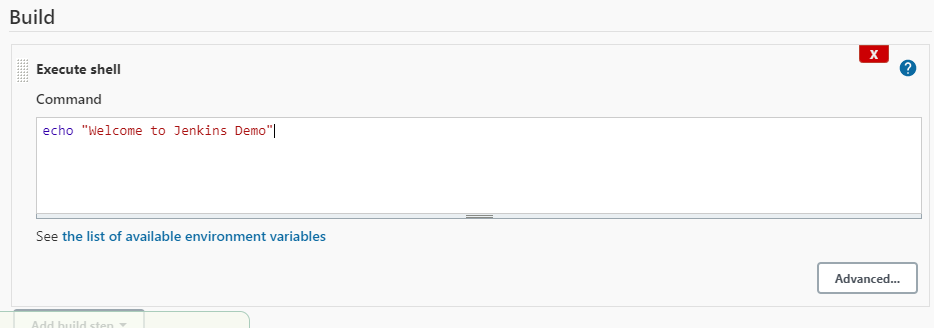 Build
X
Execute shell
?
Command
echo "Welcome to Jenkins Demo"
See the list of available environment variables
Advanced...
Add build step